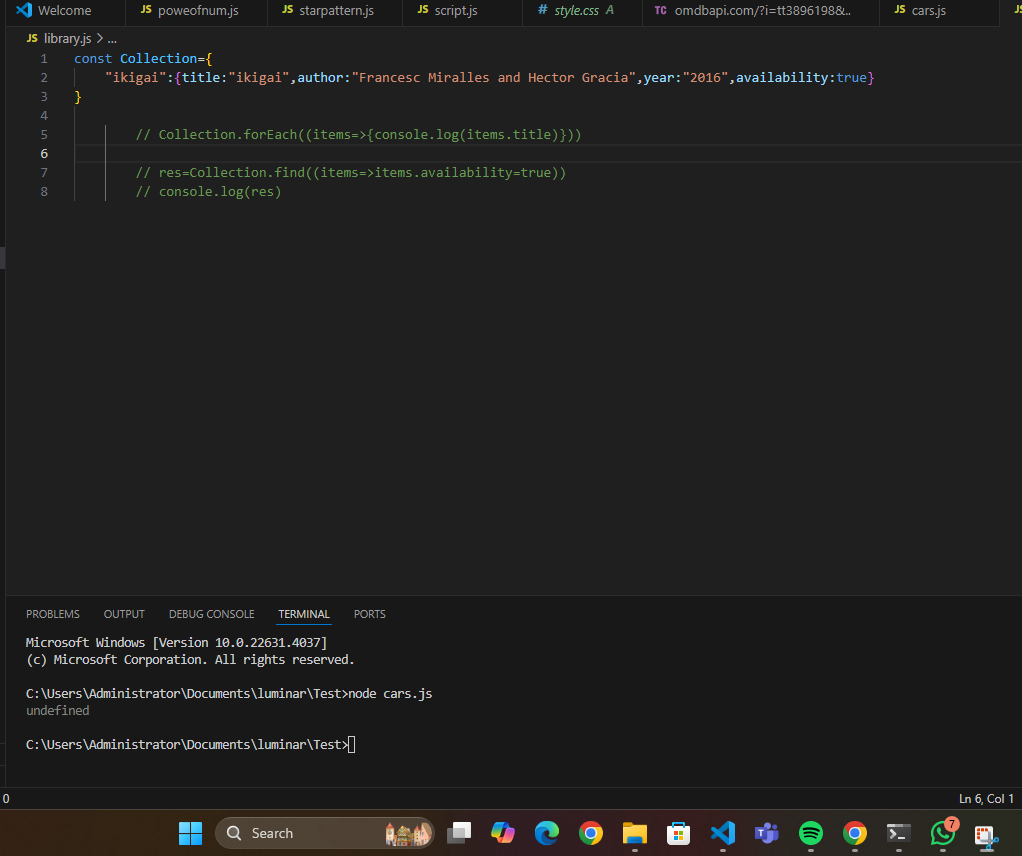 Welcome
JS poweofnum.js
JS starpattern.js
JS script.js
# style.css A
TC omdbapi.com/?i=tt3896198&..
JS cars.js
JS library.js > ...
1 const Collection={
2 "ikigai":{title:"ikigai",author:"Francesc Miralles and Hector Gracia",year:"2016",availability:true}
3 }
4
5 // Collection.forEach((items=>{console.log(items.title)}))
6
7 // res=Collection.find((items=>items.availability=true))
8 // console.log(res)
PROBLEMS OUTPUT DEBUG CONSOLE TERMINAL PORTS
Microsoft Windows [Version 10.0.22631.4037]
(c) Microsoft Corporation. All rights reserved.
C:\Users\Administrator\Documents\luminar\Test>node cars.js
undefined
C:\Users\Administrator\Documents\luminar\Test>
0
Ln 6, Col 1
Search
7